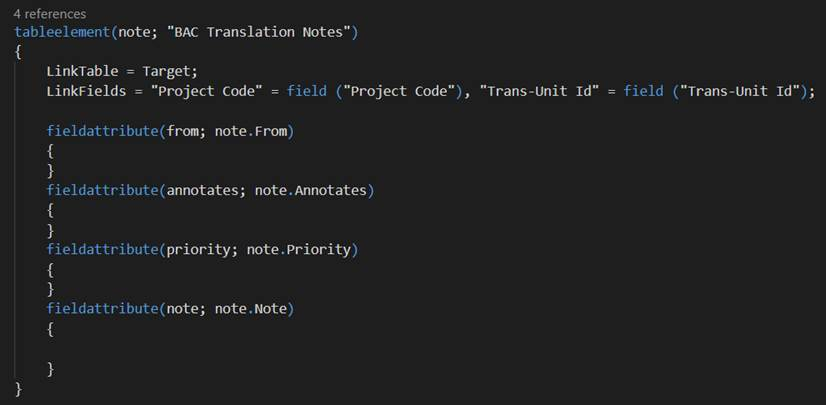 4 references
tableelement(note; "BAC Translation Notes")
{
LinkTable = Target;
LinkFields = "Project Code" = field ("Project Code"), "Trans-Unit Id" = field ("Trans-Unit Id");
fieldattribute(from; note.From)
{
}
fieldattribute(annotates; note.Annotates)
{
}
fieldattribute(priority; note.Priority)
{
}
fieldattribute(note; note.Note)
{
}
}